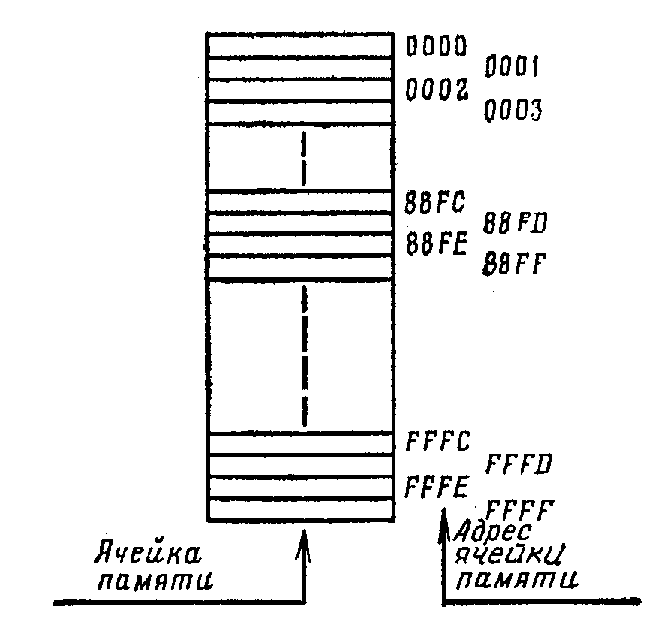 0000
0001
0002
0003
88FC
88FD
88FE
88FF
FFFC
FFFD
FFFE
FFFF
Ячейка
памяти
Адрес
ячейки
памяти